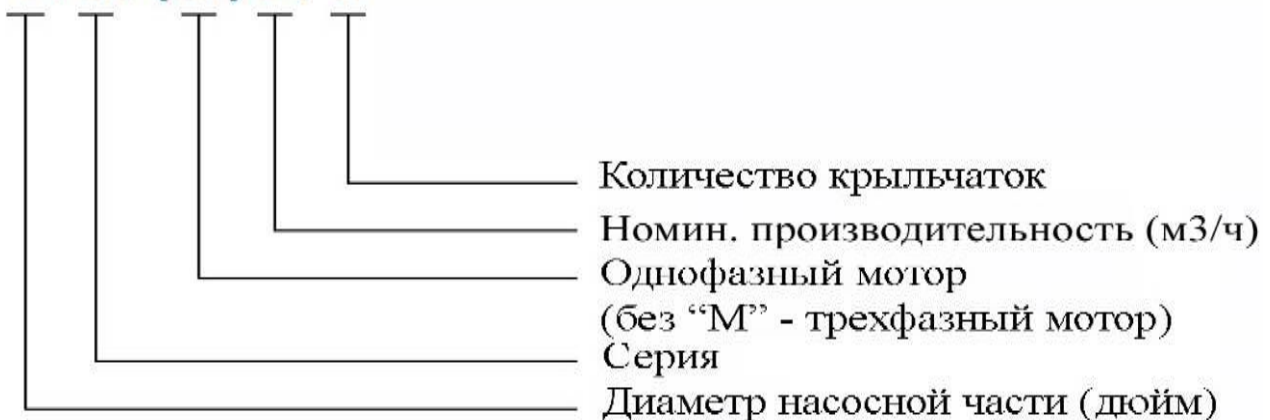 Количество крыльчаток
Номин. производительность (м3/ч)
Однофазный мотор
(без “М” - трехфазный мотор)
Серия
Диаметр насосной части (дюйм)